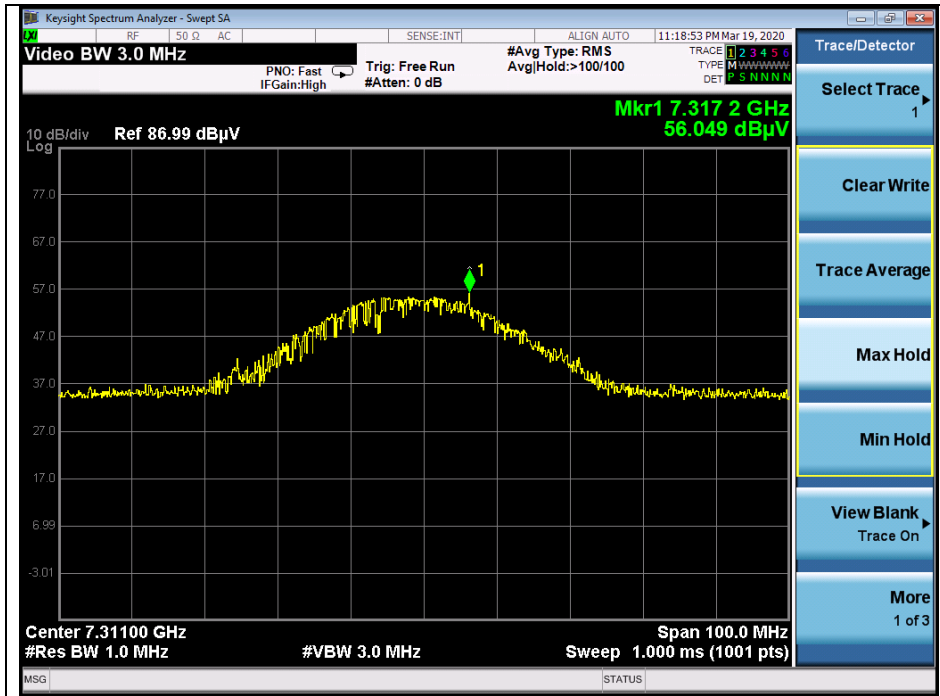 Keysight Spectrum Analyzer - Swept SA
LXI RF 50 Ω AC SENSE:INT ALIGN AUTO 11:18:53 PM Mar 19, 2020
Video BW 3.0 MHz
PNO: Fast
IFGain:High
Trig: Free Run
#Atten: 0 dB
#Avg Type: RMS
Avg|Hold:>100/100
TRACE 1 2 3 4 5 6
TYPE M W W W W W
DET P S N N N N
Mkr1 7.317 2 GHz
56.049 dBµV
10 dB/div Ref 86.99 dBµV
Log
77.0
67.0
57.0
47.0
37.0
27.0
17.0
6.99
-3.01
1
Center 7.31100 GHz Span 100.0 MHz
#Res BW 1.0 MHz #VBW 3.0 MHz Sweep 1.000 ms (1001 pts)
MSG STATUS
Trace/Detector
Select Trace
1
Clear Write
Trace Average
Max Hold
Min Hold
View Blank
Trace On
More
1 of 3